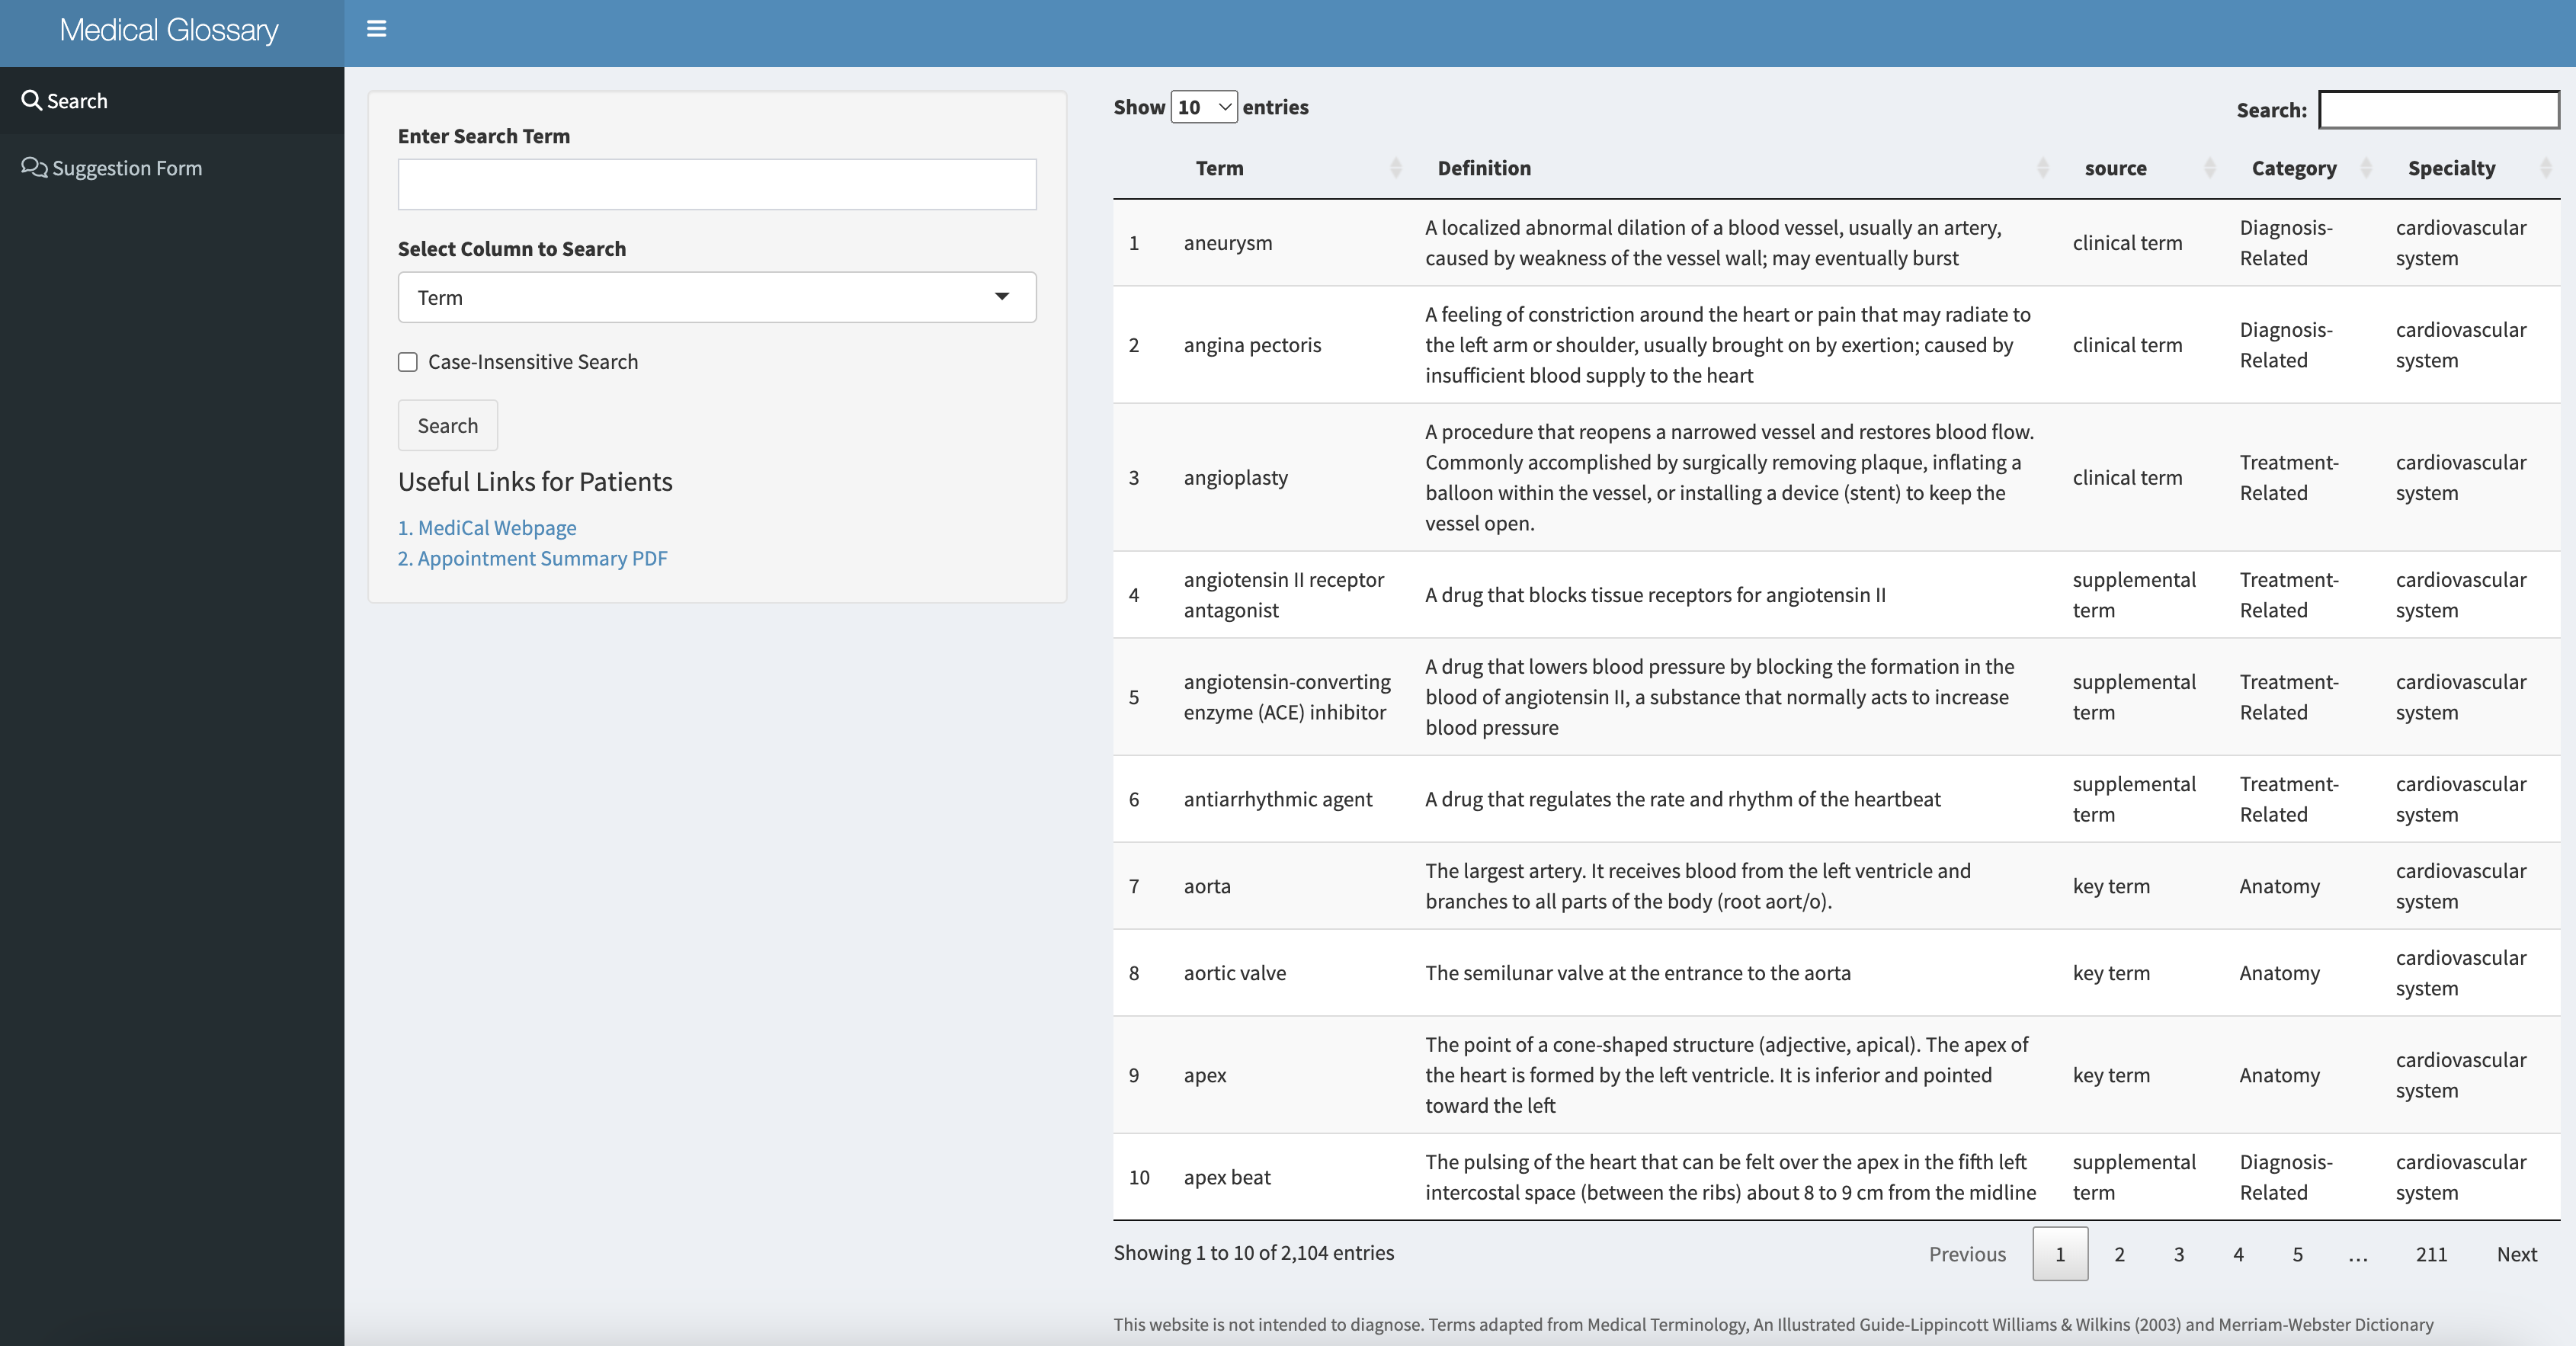 Medical Glossary
Search
Suggestion Form
Enter Search Term
Select Column to Search
Term
Case-Insensitive Search
Search
Useful Links for Patients
1. MediCal Webpage
2. Appointment Summary PDF
Show 10 entries
Search:
Term Definition source Category Specialty
1 aneurysm A localized abnormal dilation of a blood vessel, usually an artery, caused by weakness of the vessel wall; may eventually burst clinical term Diagnosis-Related cardiovascular system
2 angina pectoris A feeling of constriction around the heart or pain that may radiate to the left arm or shoulder, usually brought on by exertion; caused by insufficient blood supply to the heart clinical term Diagnosis-Related cardiovascular system
3 angioplasty A procedure that reopens a narrowed vessel and restores blood flow. Commonly accomplished by surgically removing plaque, inflating a balloon within the vessel, or installing a device (stent) to keep the vessel open. clinical term Treatment-Related cardiovascular system
4 angiotensin II receptor antagonist A drug that blocks tissue receptors for angiotensin II supplemental term Treatment-Related cardiovascular system
5 angiotensin-converting enzyme (ACE) inhibitor A drug that lowers blood pressure by blocking the formation in the blood of angiotensin II, a substance that normally acts to increase blood pressure supplemental term Treatment-Related cardiovascular system
6 antiarrhythmic agent A drug that regulates the rate and rhythm of the heartbeat supplemental term Treatment-Related cardiovascular system
7 aorta The largest artery. It receives blood from the left ventricle and branches to all parts of the body (root aort/o). key term Anatomy cardiovascular system
8 aortic valve The semilunar valve at the entrance to the aorta key term Anatomy cardiovascular system
9 apex The point of a cone-shaped structure (adjective, apical). The apex of the heart is formed by the left ventricle. It is inferior and pointed toward the left key term Anatomy cardiovascular system
10 apex beat The pulsing of the heart that can be felt over the apex in the fifth left intercostal space (between the ribs) about 8 to 9 cm from the midline supplemental term Diagnosis-Related cardiovascular system
Showing 1 to 10 of 2,104 entries
Previous 1 2 3 4 5 … 211 Next
This website is not intended to diagnose. Terms adapted from Medical Terminology, An Illustrated Guide-Lippincott Williams & Wilkins (2003) and Merriam-Webster Dictionary